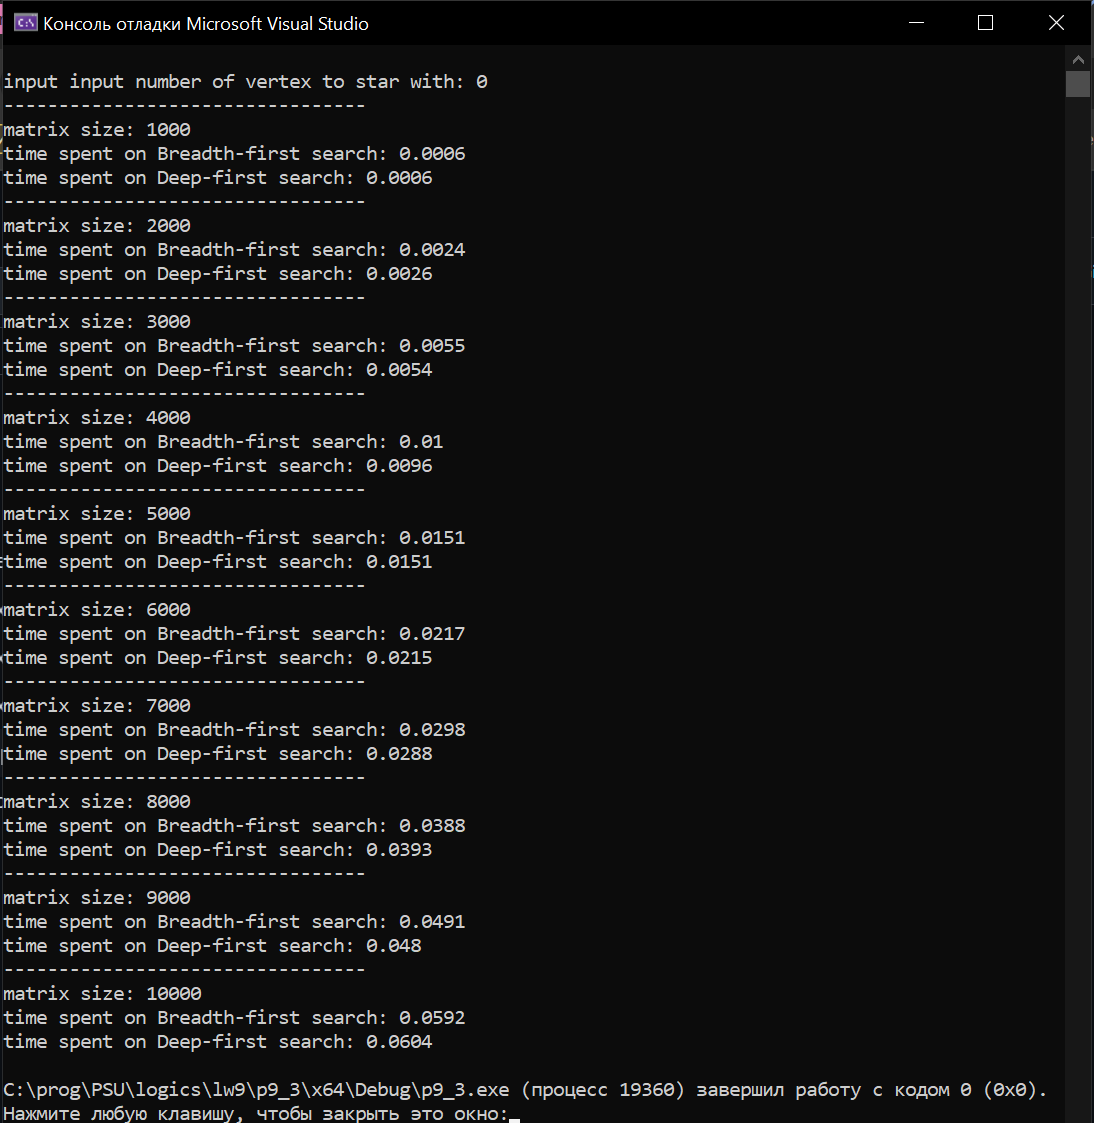 Консоль отладки Microsoft Visual Studio
input input number of vertex to star with: 0
---------------------------------
matrix size: 1000
time spent on Breadth-first search: 0.0006
time spent on Deep-first search: 0.0006
---------------------------------
matrix size: 2000
time spent on Breadth-first search: 0.0024
time spent on Deep-first search: 0.0026
---------------------------------
matrix size: 3000
time spent on Breadth-first search: 0.0055
time spent on Deep-first search: 0.0054
---------------------------------
matrix size: 4000
time spent on Breadth-first search: 0.01
time spent on Deep-first search: 0.0096
---------------------------------
matrix size: 5000
time spent on Breadth-first search: 0.0151
time spent on Deep-first search: 0.0151
---------------------------------
matrix size: 6000
time spent on Breadth-first search: 0.0217
time spent on Deep-first search: 0.0215
---------------------------------
matrix size: 7000
time spent on Breadth-first search: 0.0298
time spent on Deep-first search: 0.0288
---------------------------------
matrix size: 8000
time spent on Breadth-first search: 0.0388
time spent on Deep-first search: 0.0393
---------------------------------
matrix size: 9000
time spent on Breadth-first search: 0.0491
time spent on Deep-first search: 0.048
---------------------------------
matrix size: 10000
time spent on Breadth-first search: 0.0592
time spent on Deep-first search: 0.0604
C:\prog\PSU\logics\lw9\p9_3\x64\Debug\p9_3.exe (процесс 19360) завершил работу с кодом 0 (0x0).
Нажмите любую клавишу, чтобы закрыть это окно: